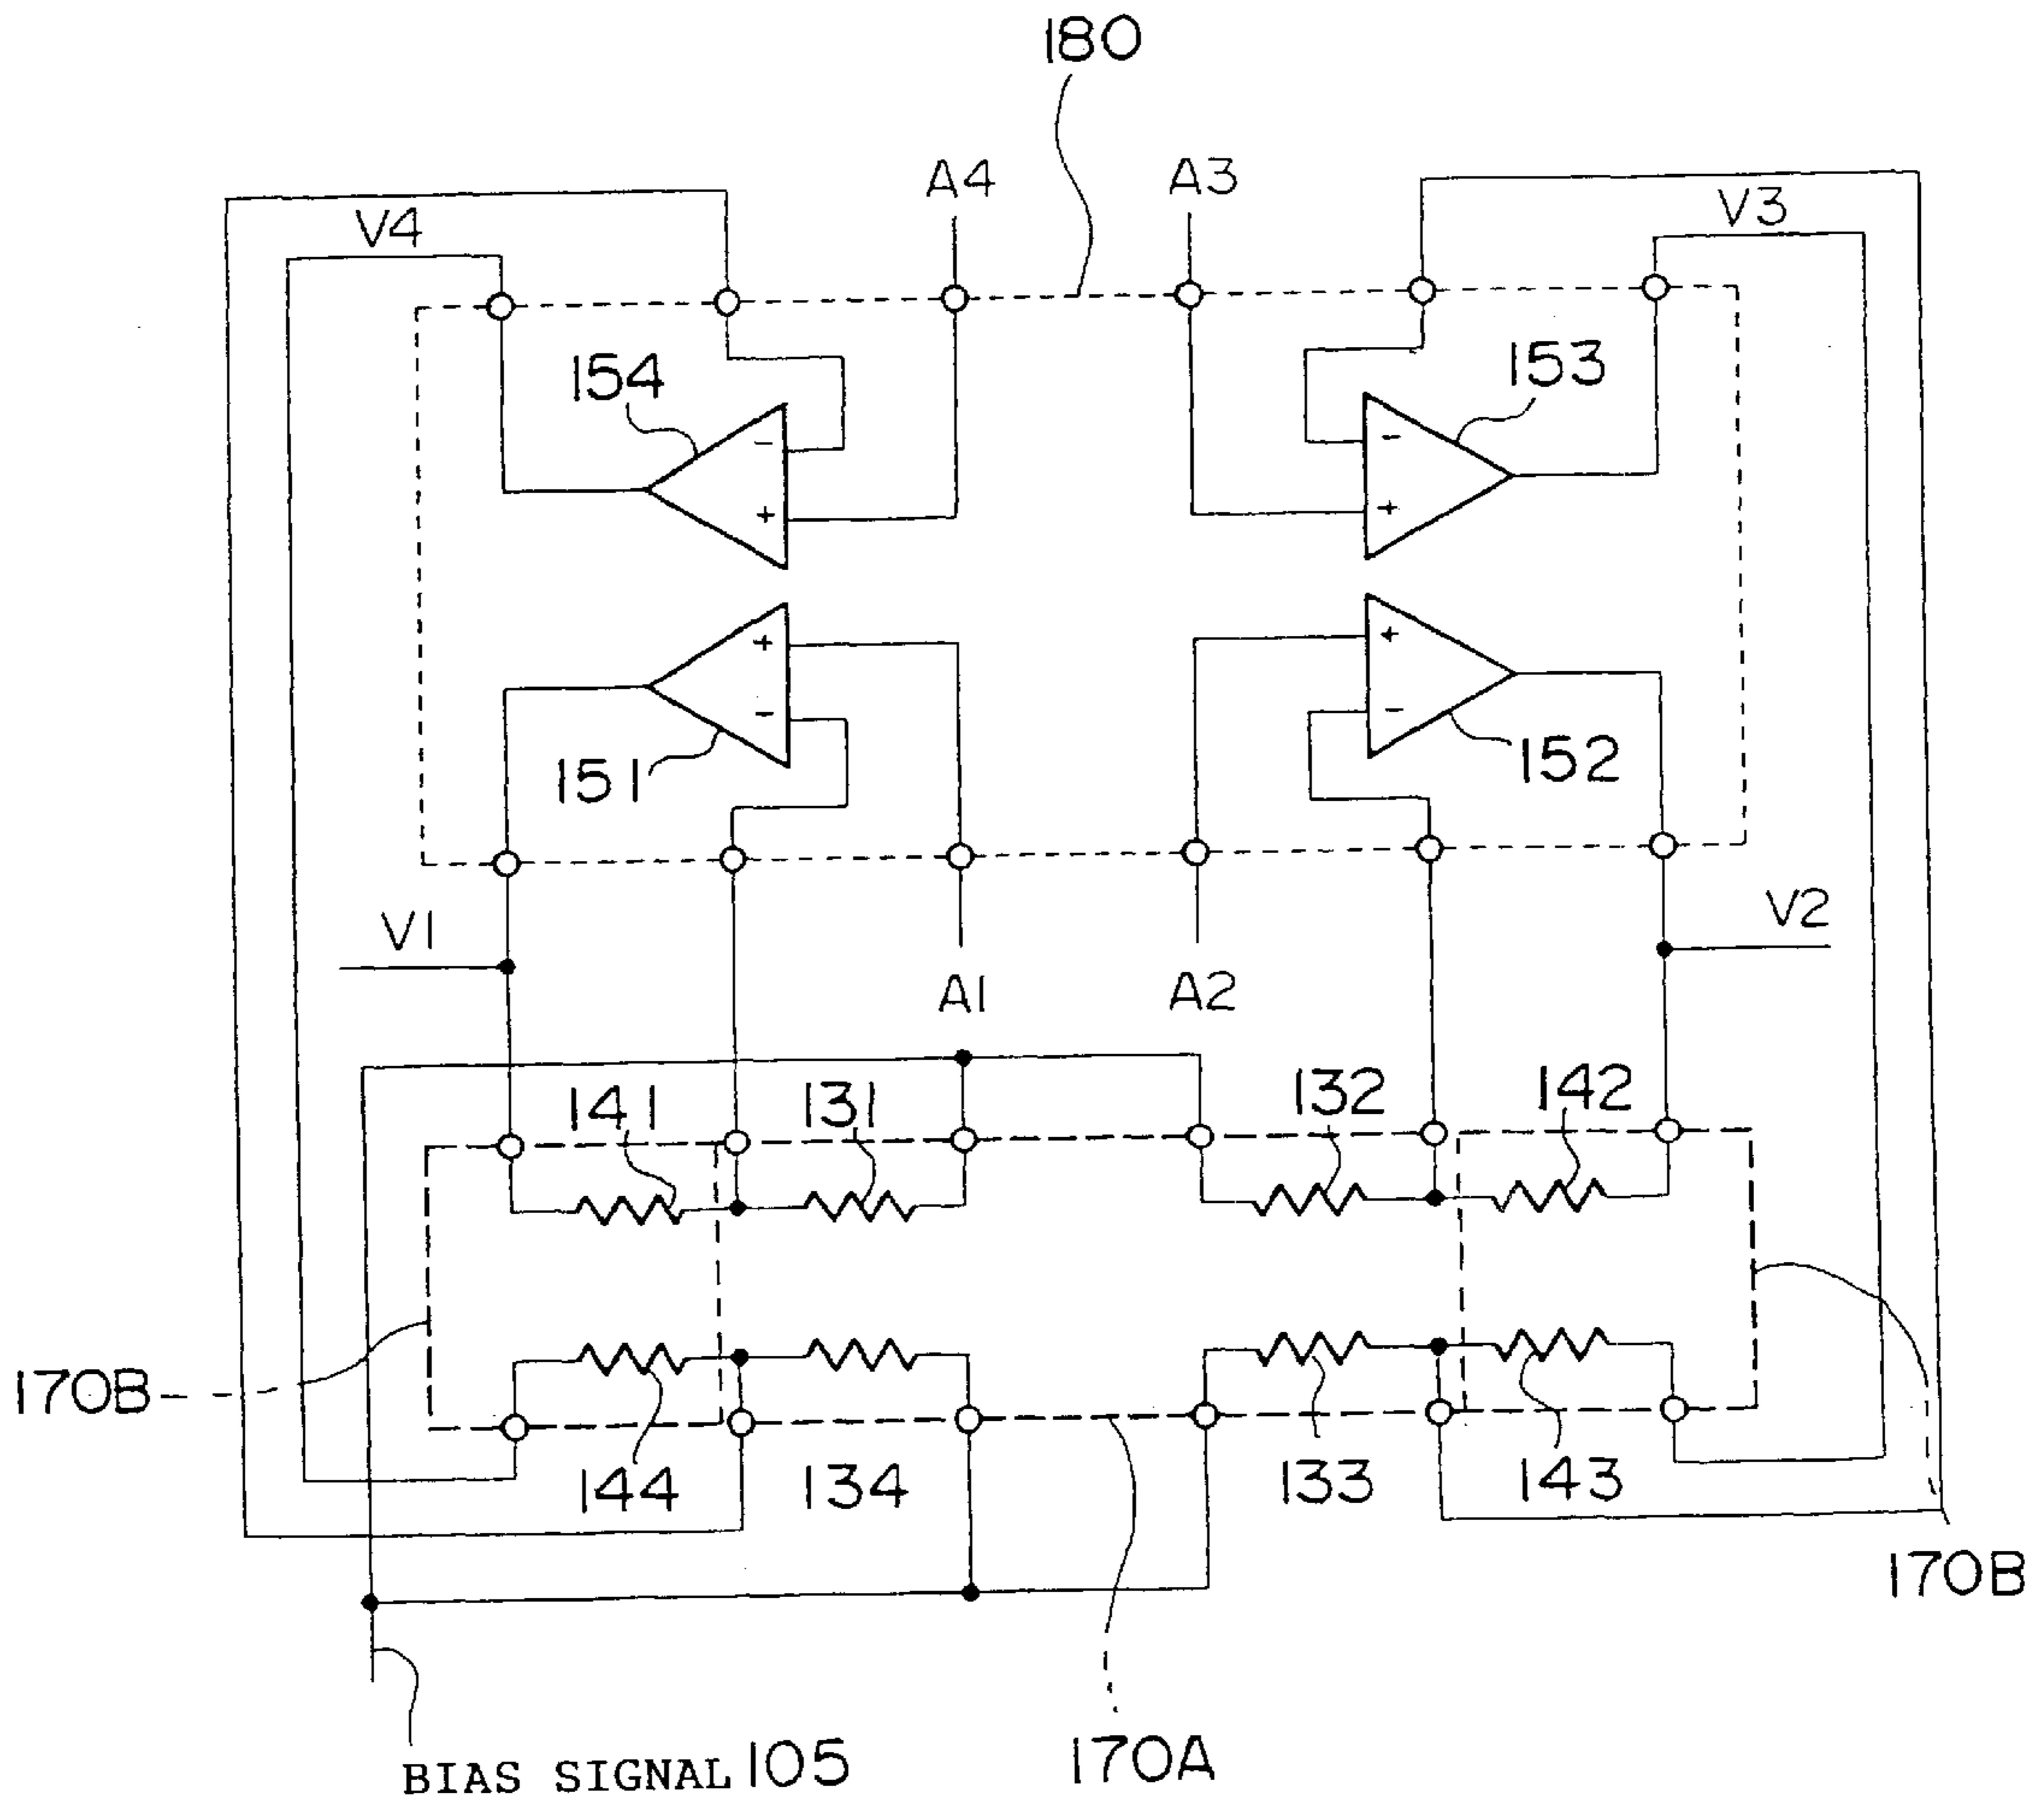 180
A4 A3
V4 V3
154 153
- -
+ +
+ +
- -
151 152
V1 V2
A1 A2
141 131 132 142
170B
144 134 133 143
170B
BIAS SIGNAL 105 170A